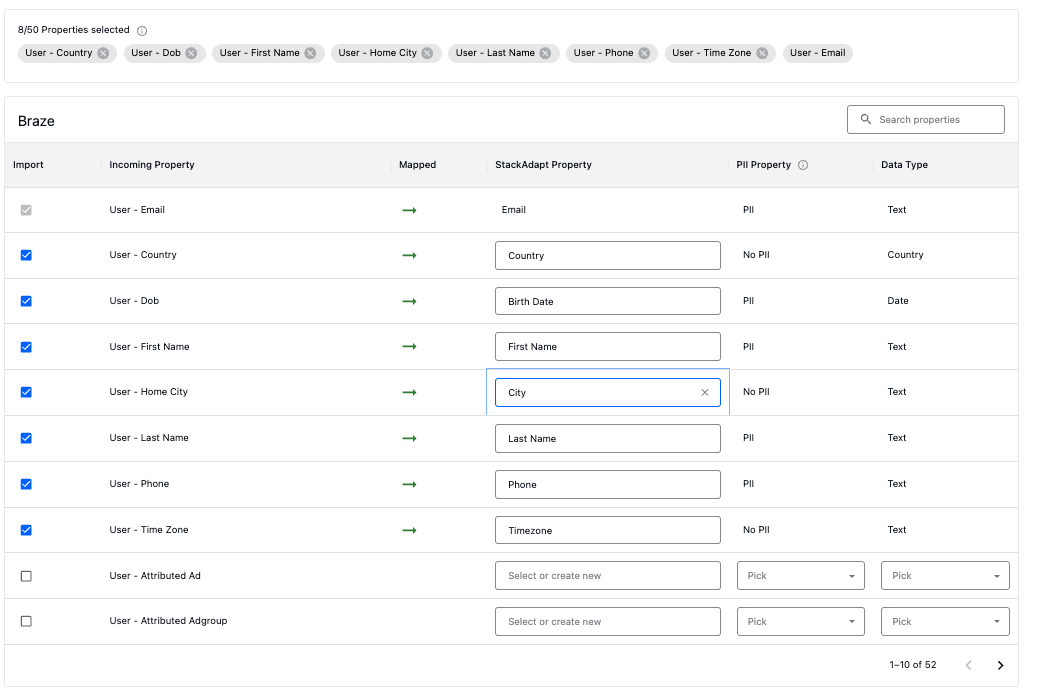 8/50 Properties selected
User - Country User - Dob User - First Name User - Home City User - Last Name User - Phone User - Time Zone User - Email
Braze
Search properties
Import Incoming Property Mapped StackAdapt Property PII Property Data Type
User - Email Email PII Text
User - Country Country No PII Country
User - Dob Birth Date PII Date
User - First Name First Name PII Text
User - Home City City No PII Text
User - Last Name Last Name PII Text
User - Phone Phone PII Text
User - Time Zone Timezone No PII Text
User - Attributed Ad Select or create new Pick Pick
User - Attributed Adgroup Select or create new Pick Pick
1–10 of 52